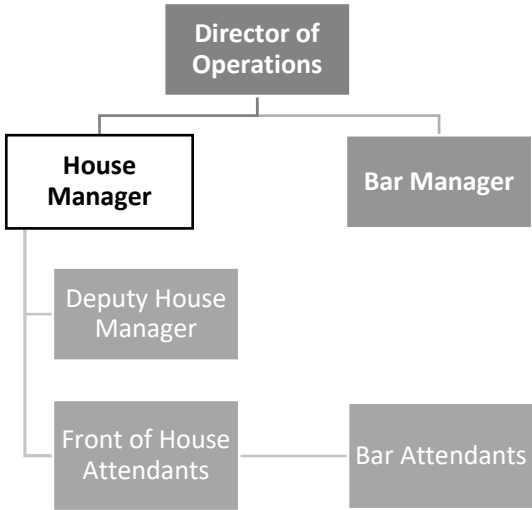 Director of
Operations
House
Manager
Bar Manager
Deputy House
Manager
Front of House
Attendants
Bar Attendants